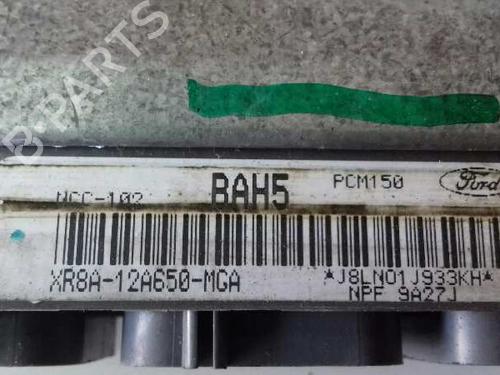 B-PARTS
NCC-102 BAH5 PCM150 Ford
XR8A-12A650-MGA *J8LN01J933KH*
NPF 9A27J